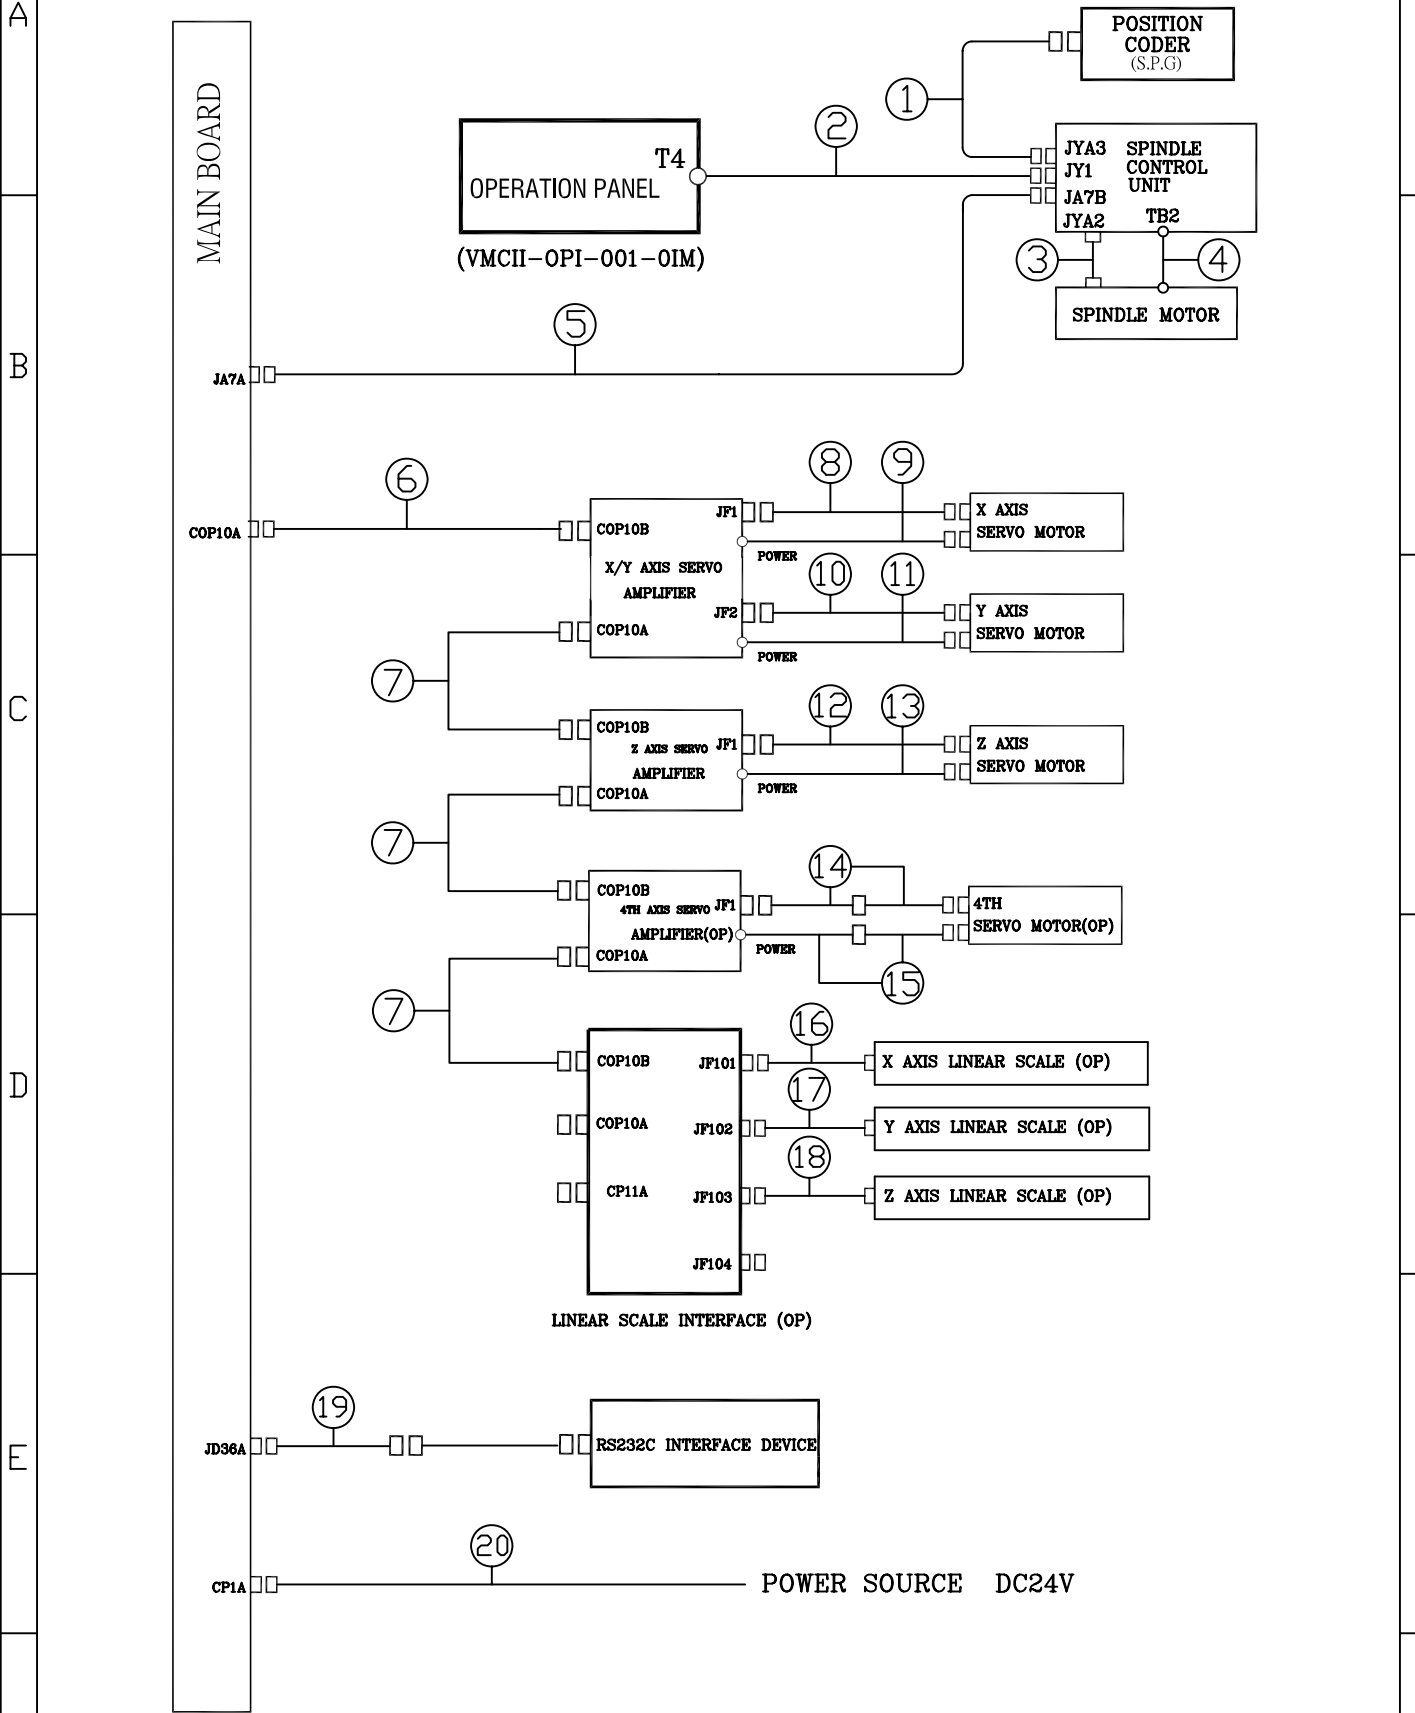 A
POSITION
CODER
(S.P.G)
MAIN BOARD
1
2
T4
OPERATION PANEL
(VMCII-OPI-001-OIM)
JYA3 SPINDLE
CONTROL
JY1
UNIT
JA7B
JYA2 TB2
3
4
SPINDLE MOTOR
5
B
JA7A
6
8
9
COP10A
COP10B
JF1
X AXIS
SERVO MOTOR
POWER
X/Y AXIS SERVO
AMPLIFIER
10
11
JF2
Y AXIS
SERVO MOTOR
COP10A
POWER
7
C
12
13
COP10B
Z AXIS SERVO JF1
AMPLIFIER
COP10A
POWER
Z AXIS
SERVO MOTOR
7
14
COP10B
4TH AXIS SERVO JF1
AMPLIFIER(OP)
COP10A
POWER
4TH
SERVO MOTOR(OP)
15
7
16
COP10B
JF101
X AXIS LINEAR SCALE (OP)
D
17
COP10A
JF102
Y AXIS LINEAR SCALE (OP)
18
CP11A
JF103
Z AXIS LINEAR SCALE (OP)
JF104
LINEAR SCALE INTERFACE (OP)
19
E
JD36A
RS232C INTERFACE DEVICE
20
CP1A
POWER SOURCE DC24V